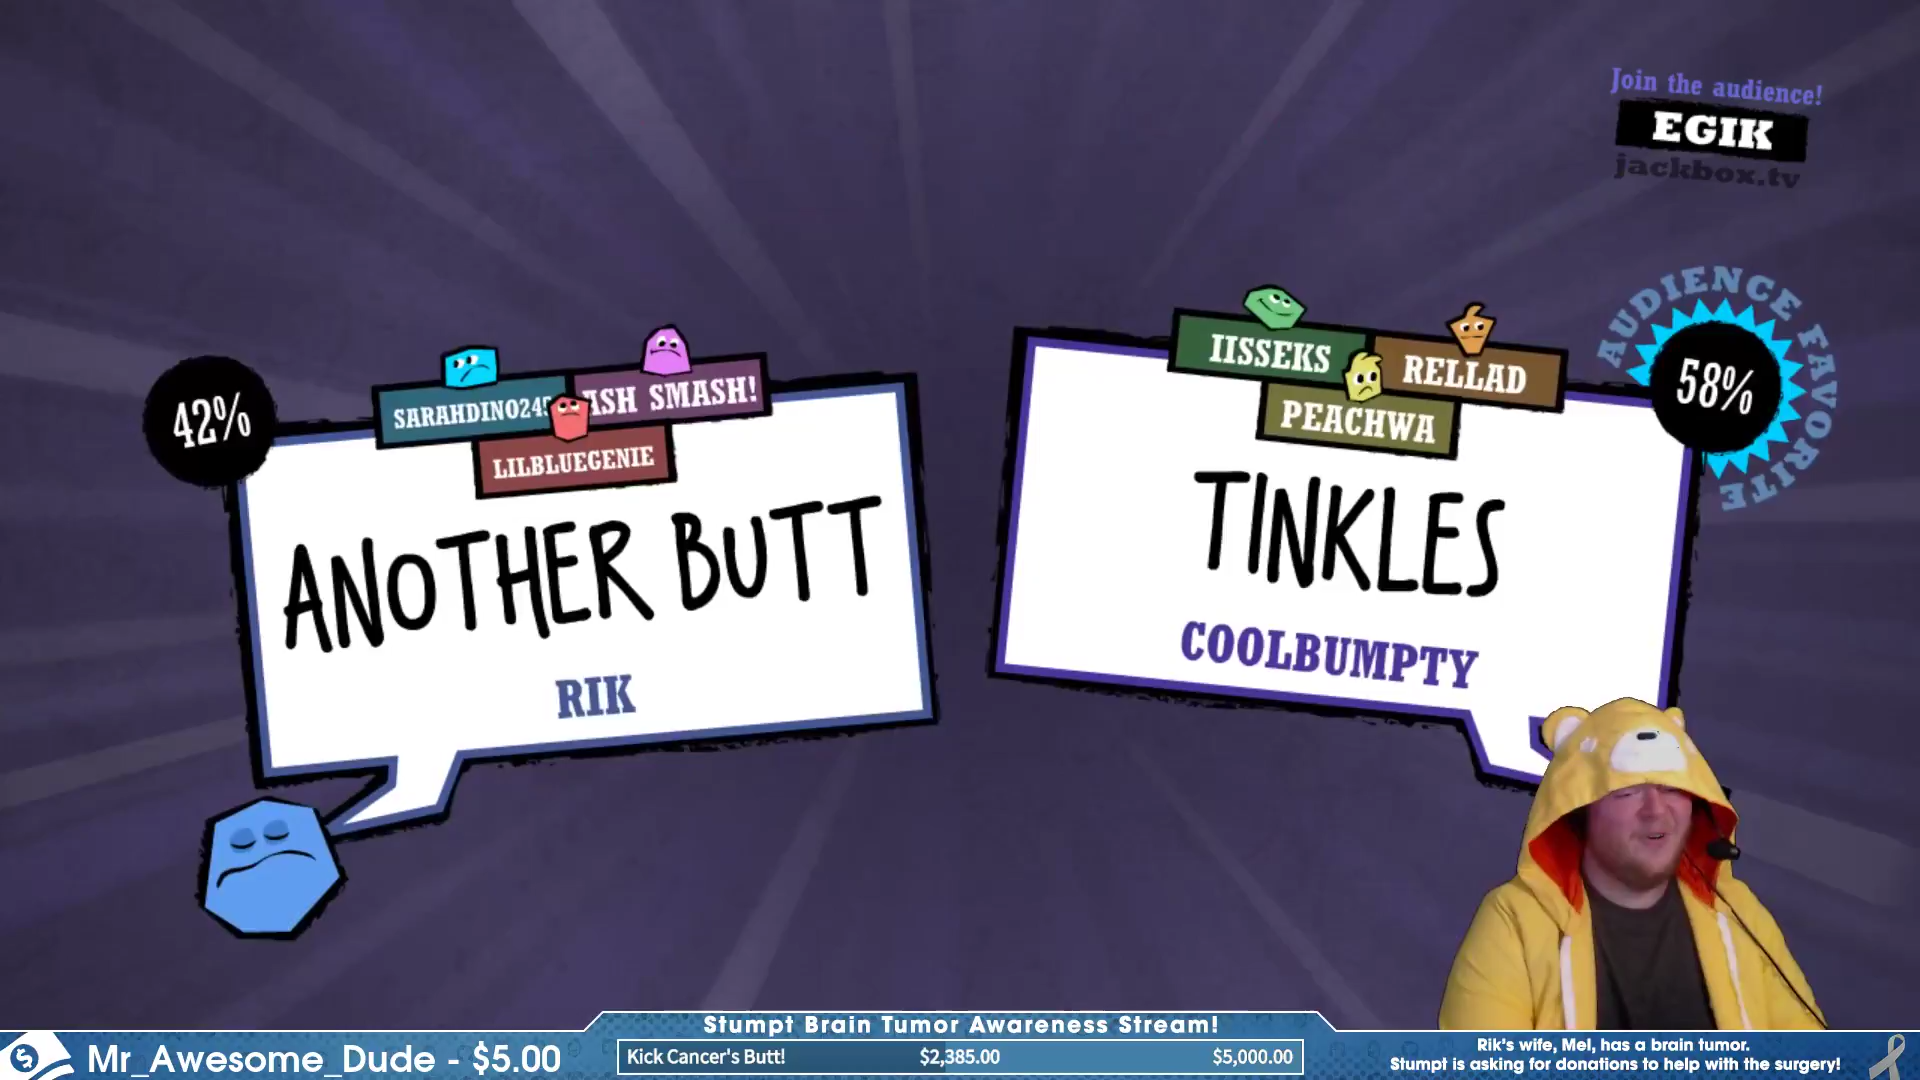 Join the audience!
EGIK
jackbox.tv
AUDIENCE FAVORITE
42%
SARAHDINO245
ASH SMASH!
LILBLUEGENIE
ANOTHER BUTT
RIK
IISSEKS
RELLAD
PEACHWA
58%
TINKLES
COOLBUMPTY
Stumpt Brain Tumor Awareness Stream!
Mr_Awesome_Dude - $5.00
Kick Cancer's Butt! $2,385.00 $5,000.00
Rik's wife, Mel, has a brain tumor.
Stumpt is asking for donations to help with the surgery!